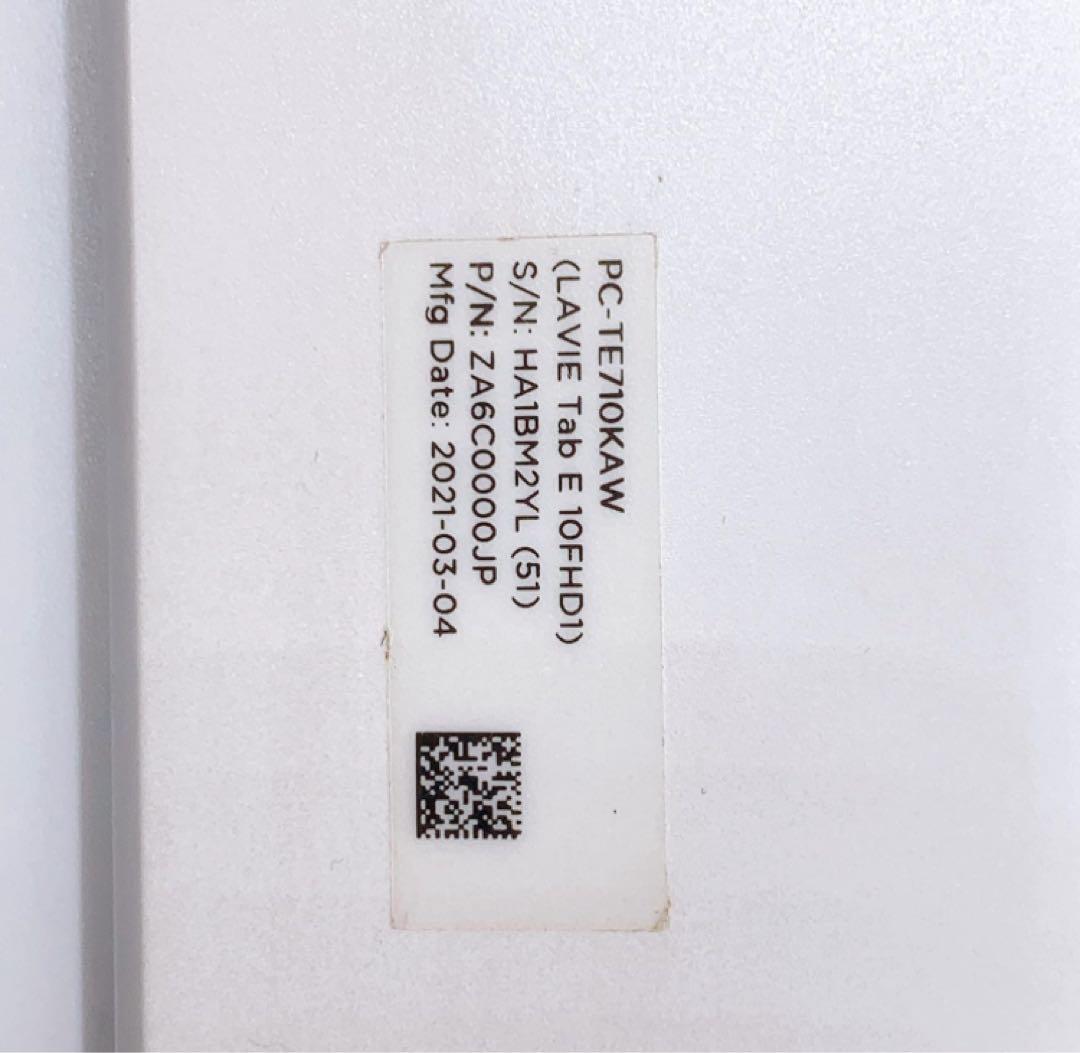 PC-TE710KAW
(LAVIE Tab E 10FHD1)
S/N: HA1BM2YL (51)
P/N: ZA6C0000JP
Mfg Date: 2021-03-04